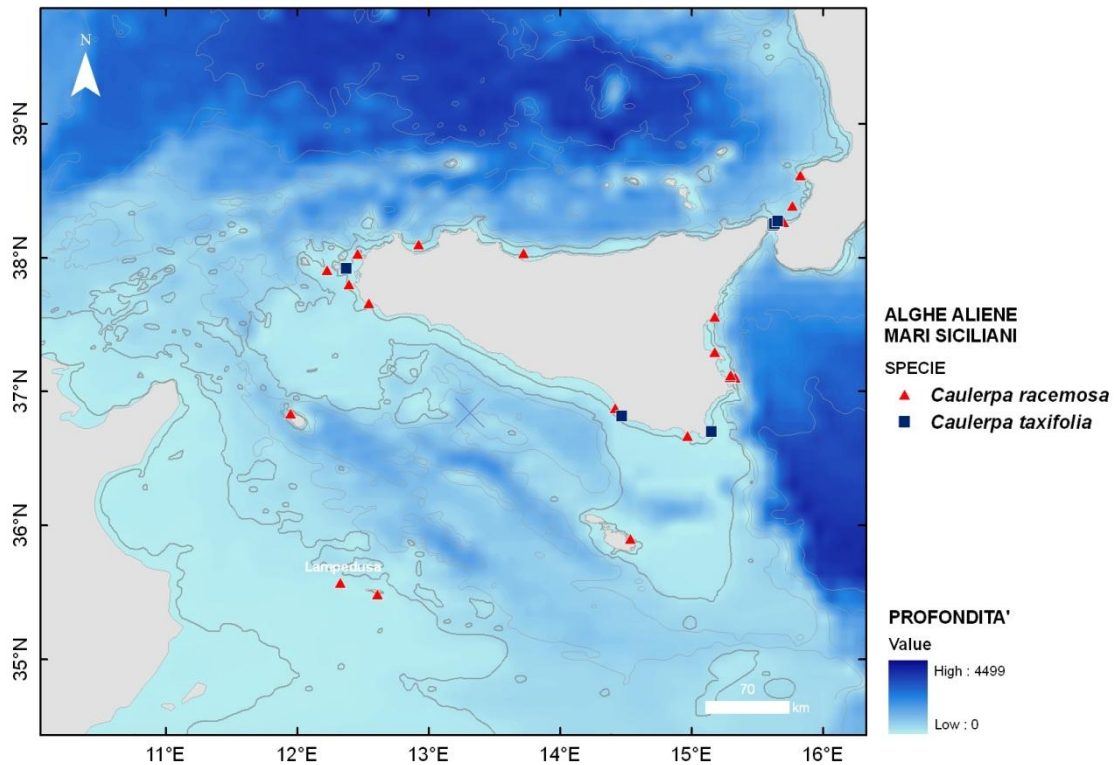 N
39°N
38°N
37°N
36°N
35°N
Lampedusa
70
km
11°E
12°E
13°E
14°E
15°E
16°E
ALGHE ALIENE
MARI SICILIANI
SPECIE
Caulerpa racemosa
Caulerpa taxifolia
PROFONDITA'
Value
High : 4499
Low : 0